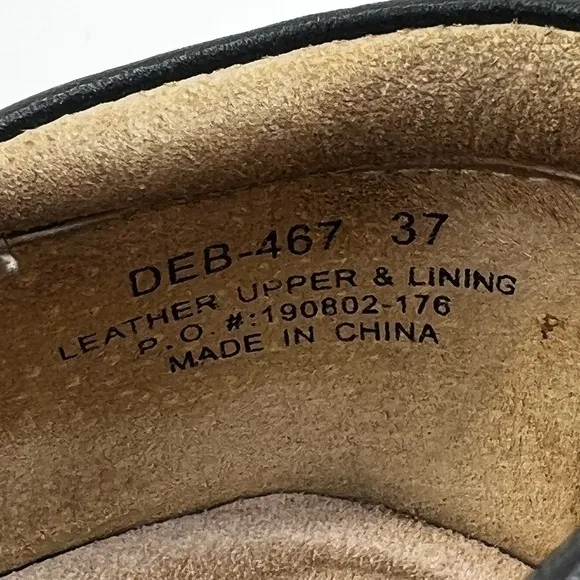 DEB-467 37
LEATHER UPPER & LINING
P.O.#:190802-176
MADE IN CHINA